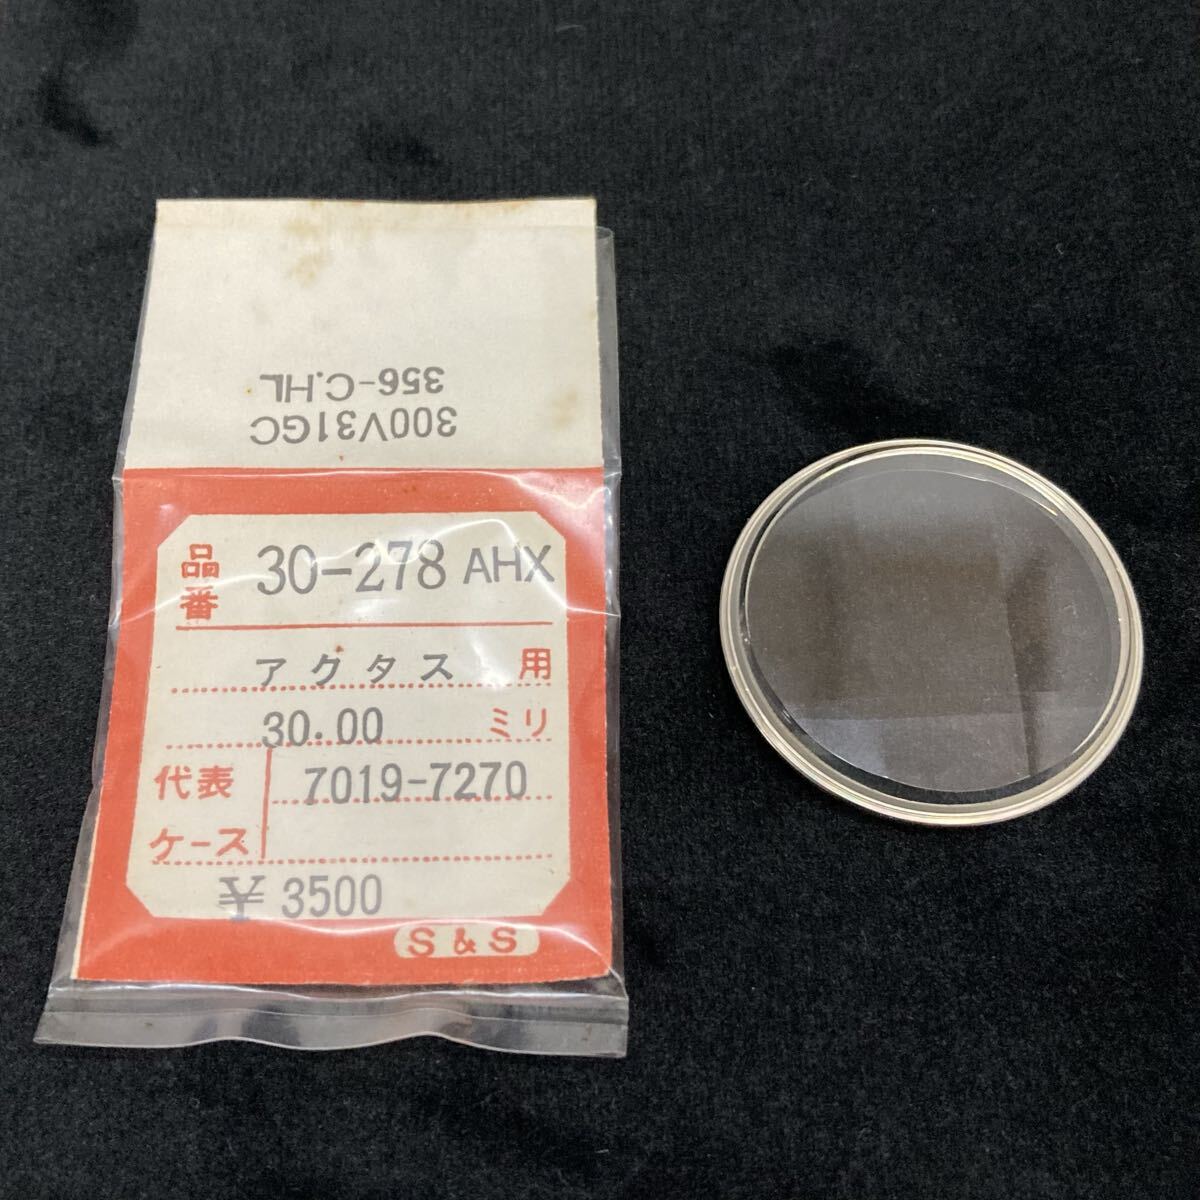 300V31GC
356-C.HL
品番 30-278 AHX
アクタス 用
30.00 ミリ
代表ケース 7019-7270
¥ 3500
S & S